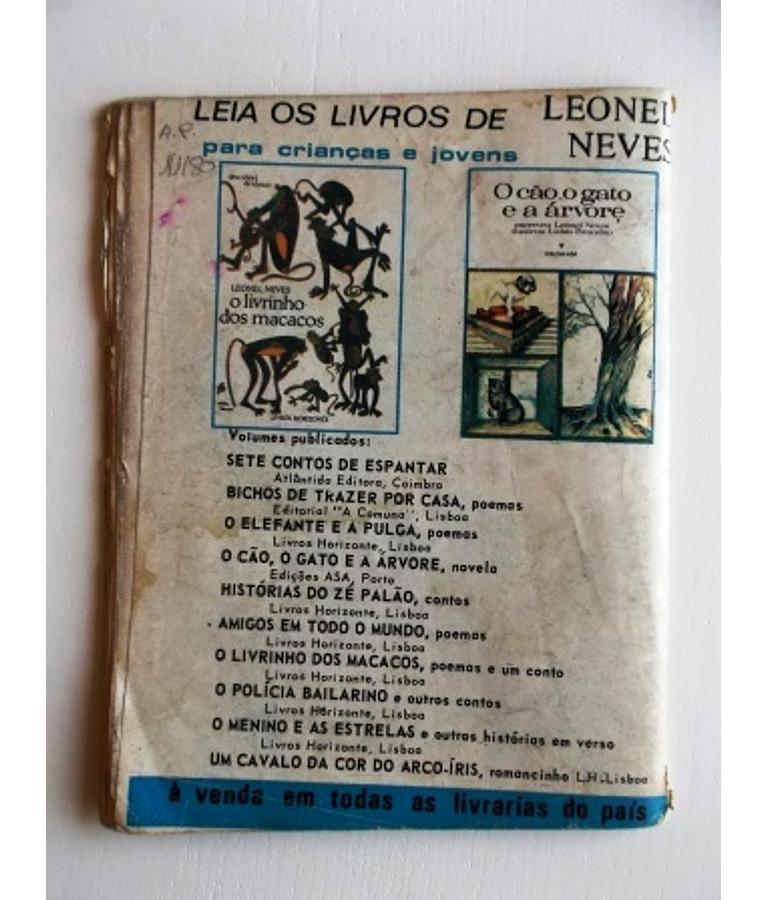 LEIA OS LIVROS DE LEONEL NEVES
para crianças e jovens
A.P.
LEONEL NEVES
o livrinho
dos macacos
LIVROS HORIZONTE
O cão, o gato
e a árvore
escreveu Leonel Neves
Volumes publicados:
SETE CONTOS DE ESPANTAR
Atlântida Editora, Coimbra
BICHOS DE TRAZER POR CASA, poemas
Editorial "A Comuna", Lisboa
O ELEFANTE E A PULGA, poemas
Livros Horizonte, Lisboa
O CÃO, O GATO E A ÁRVORE, novela
Edições ASA, Porto
HISTÓRIAS DO ZÉ PALÃO, contos
Livros Horizonte, Lisboa
AMIGOS EM TODO O MUNDO, poemas
Livros Horizonte, Lisboa
O LIVRINHO DOS MACACOS, poemas e um conto
Livros Horizonte, Lisboa
O POLÍCIA BAILARINO e outros contos
Livros Horizonte, Lisboa
O MENINO E AS ESTRELAS e outras histórias em verso
Livros Horizonte, Lisboa
UM CAVALO DA COR DO ARCO-ÍRIS, romancinho L.H. Lisboa
à venda em todas as livrarias do país